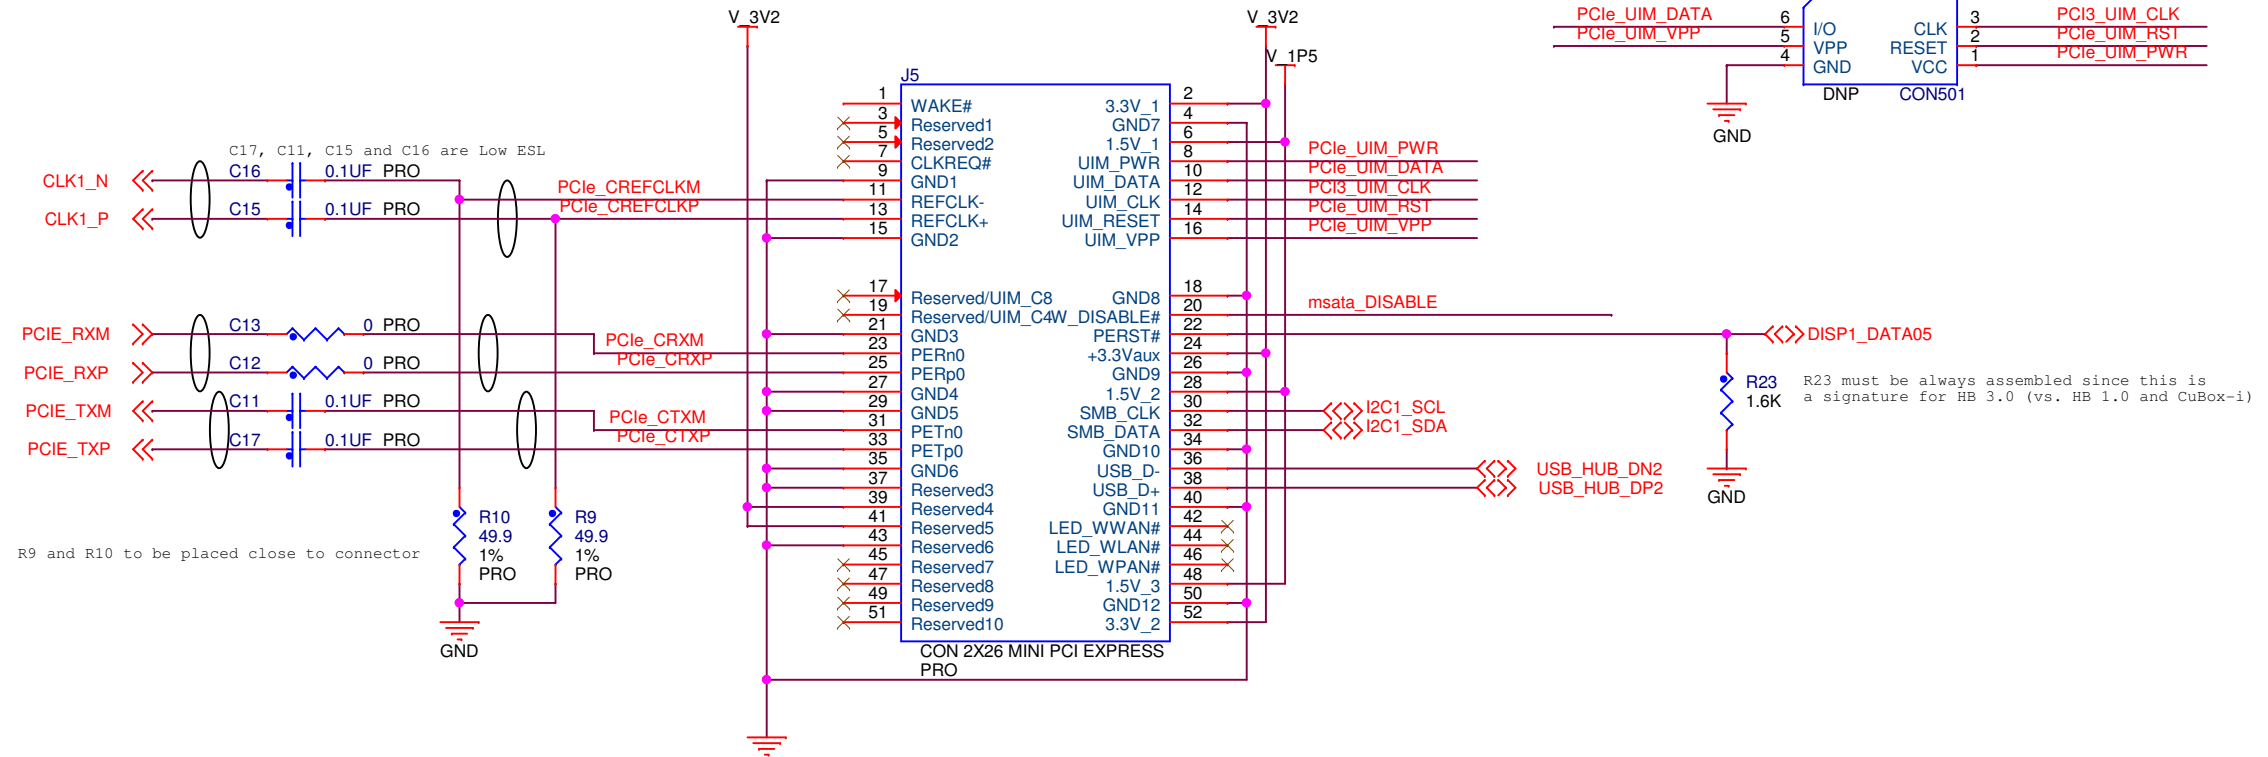 V_3V2
V_3V2
V_1P5
PCIe_UIM_DATA 6 I/O CLK 3 PCI3_UIM_CLK
PCIe_UIM_VPP 5 VPP RESET 2 PCIe_UIM_RST
4 GND VCC 1 PCIe_UIM_PWR
DNP CON501
GND
J5
1 WAKE# 3.3V_1 2
3 Reserved1 GND7 4
5 Reserved2 1.5V_1 6
7 CLKREQ# UIM_PWR 8 PCIe_UIM_PWR
9 GND1 UIM_DATA 10 PCIe_UIM_DATA
11 REFCLK- UIM_CLK 12 PCI3_UIM_CLK
13 REFCLK+ UIM_RESET 14 PCIe_UIM_RST
15 GND2 UIM_VPP 16 PCIe_UIM_VPP
17 Reserved/UIM_C8 GND8 18
19 Reserved/UIM_C4 W_DISABLE# 20 msata_DISABLE
21 GND3 PERST# 22 DISP1_DATA05
23 PERn0 +3.3Vaux 24
25 PERp0 GND9 26
27 GND4 1.5V_2 28
29 GND5 SMB_CLK 30 I2C1_SCL
31 PETn0 SMB_DATA 32 I2C1_SDA
33 PETp0 GND10 34
35 GND6 USB_D- 36 USB_HUB_DN2
37 Reserved3 USB_D+ 38 USB_HUB_DP2
39 Reserved4 GND11 40
41 Reserved5 LED_WWAN# 42
43 Reserved6 LED_WLAN# 44
45 Reserved7 LED_WPAN# 46
47 Reserved8 1.5V_3 48
49 Reserved9 GND12 50
51 Reserved10 3.3V_2 52
CON 2X26 MINI PCI EXPRESS
PRO
C17, C11, C15 and C16 are Low ESL
CLK1_N C16 0.1UF PRO PCIe_CREFCLKM
CLK1_P C15 0.1UF PRO PCIe_CREFCLKP
PCIE_RXM C13 0 PRO PCIe_CRXM
PCIE_RXP C12 0 PRO PCIe_CRXP
PCIE_TXM C11 0.1UF PRO PCIe_CTXM
PCIE_TXP C17 0.1UF PRO PCIe_CTXP
R10 R9
49.9 49.9
1% 1%
PRO PRO
R9 and R10 to be placed close to connector
GND
R23
1.6K
GND
R23 must be always assembled since this is
a signature for HB 3.0 (vs. HB 1.0 and CuBox-i)